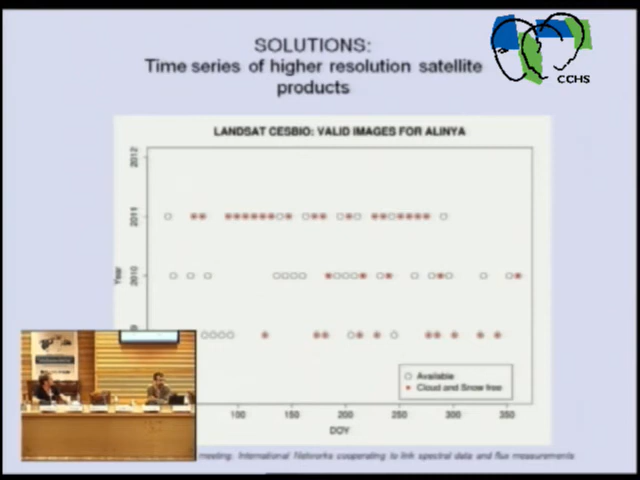 SOLUTIONS:
Time series of higher resolution satellite
products
CCHS
LANDSAT CESBIO: VALID IMAGES FOR ALINYA
2012
2011
2010
9
Year
Available
Cloud and Snow free
100 150 200 250 300 350
DOY
meeting: International Networks cooperating to link spectral data and flux measurements